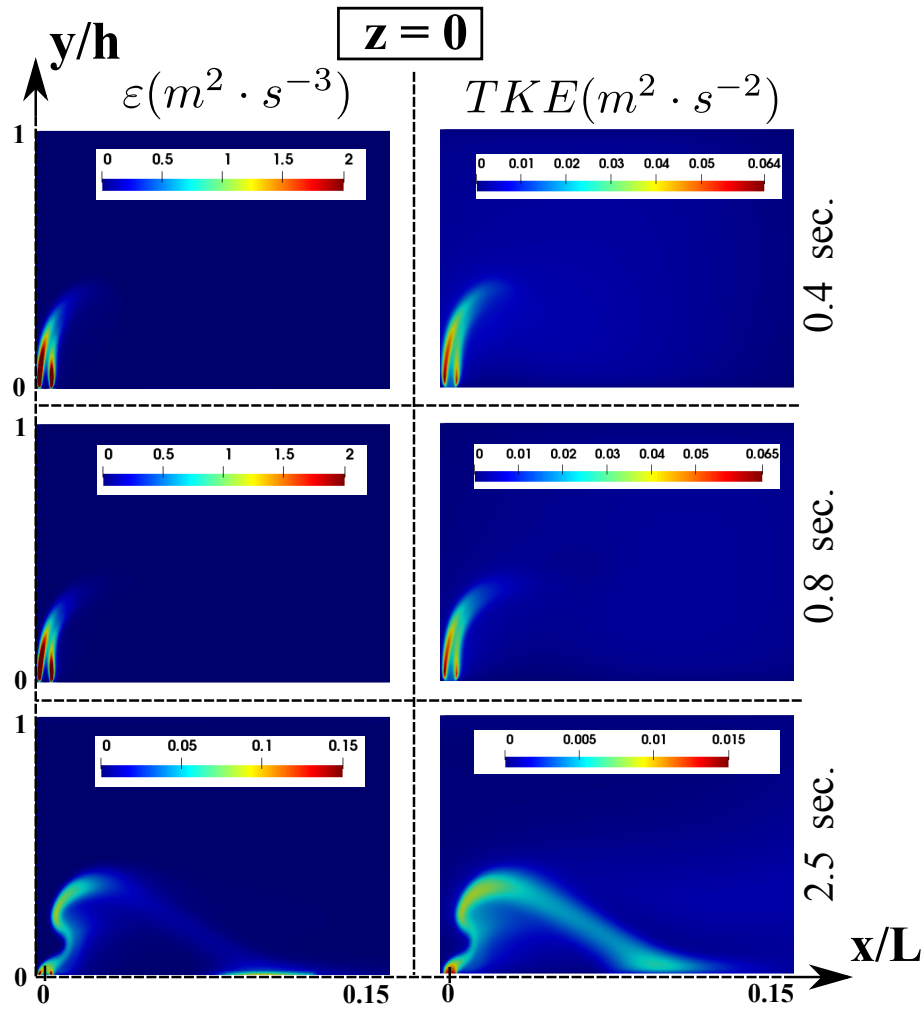 z = 0
y/h
ε(m² · s⁻³) TKE(m² · s⁻²)
1
0 0.5 1 1.5 2
0 0.01 0.02 0.03 0.04 0.05 0.064
0.4 sec.
0
1
0 0.5 1 1.5 2
0 0.01 0.02 0.03 0.04 0.05 0.065
0.8 sec.
0
1
0 0.05 0.1 0.15
0 0.005 0.01 0.015
2.5 sec.
x/L
0
0 0.15 0 0.15